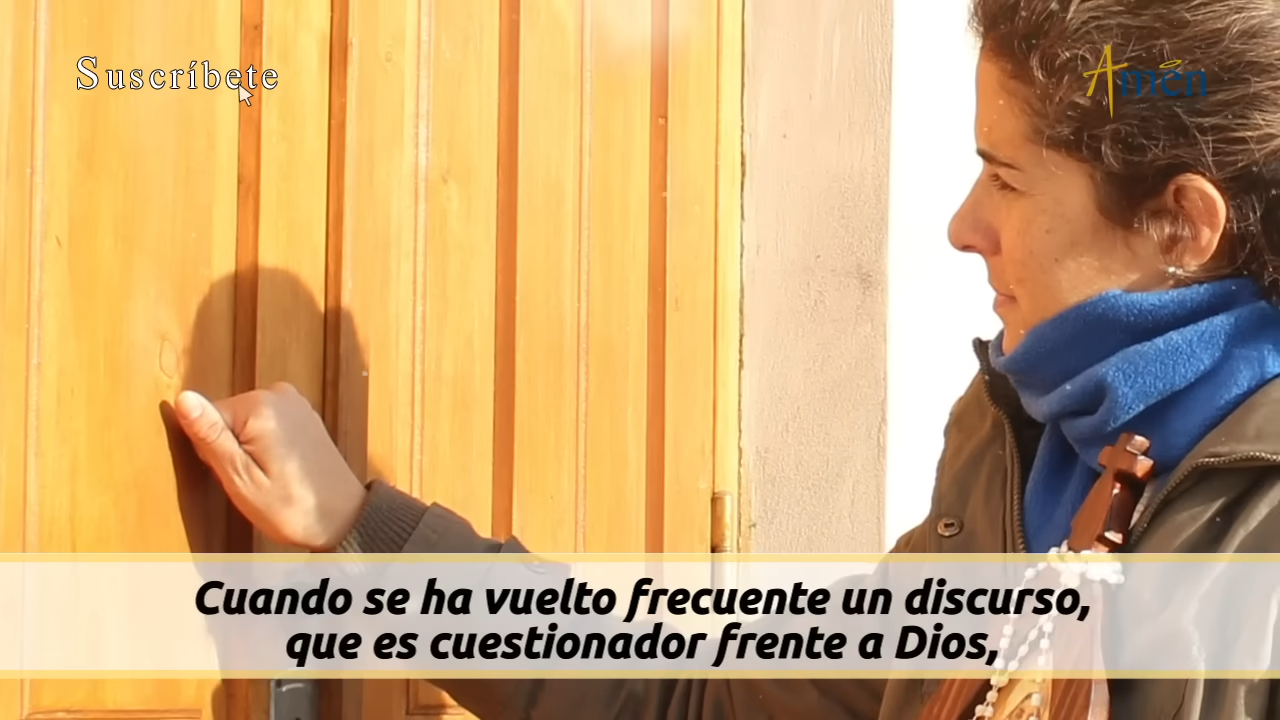 Suscríbete
Amén
Cuando se ha vuelto frecuente un discurso,
que es cuestionador frente a Dios,